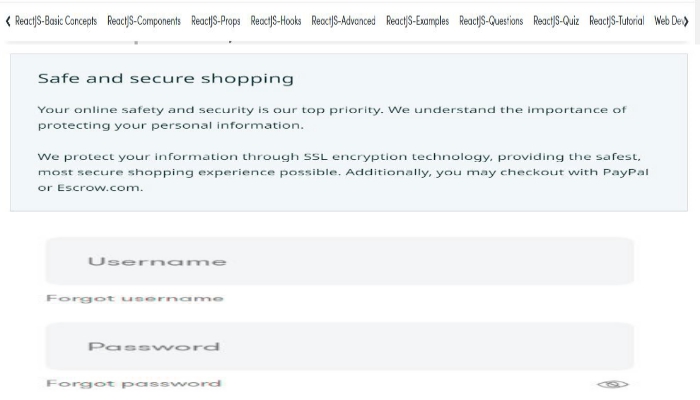 ReactJS-Basic Concepts ReactJS-Components ReactJS-Props ReactJS-Hooks ReactJS-Advanced ReactJS-Examples ReactJS-Questions ReactJS-Quiz ReactJS-Tutorial Web Dev
Safe and secure shopping
Your online safety and security is our top priority. We understand the importance of
protecting your personal information.
We protect your information through SSL encryption technology, providing the safest,
most secure shopping experience possible. Additionally, you may checkout with PayPal
or Escrow.com.
Username
Forgot username
Password
Forgot password